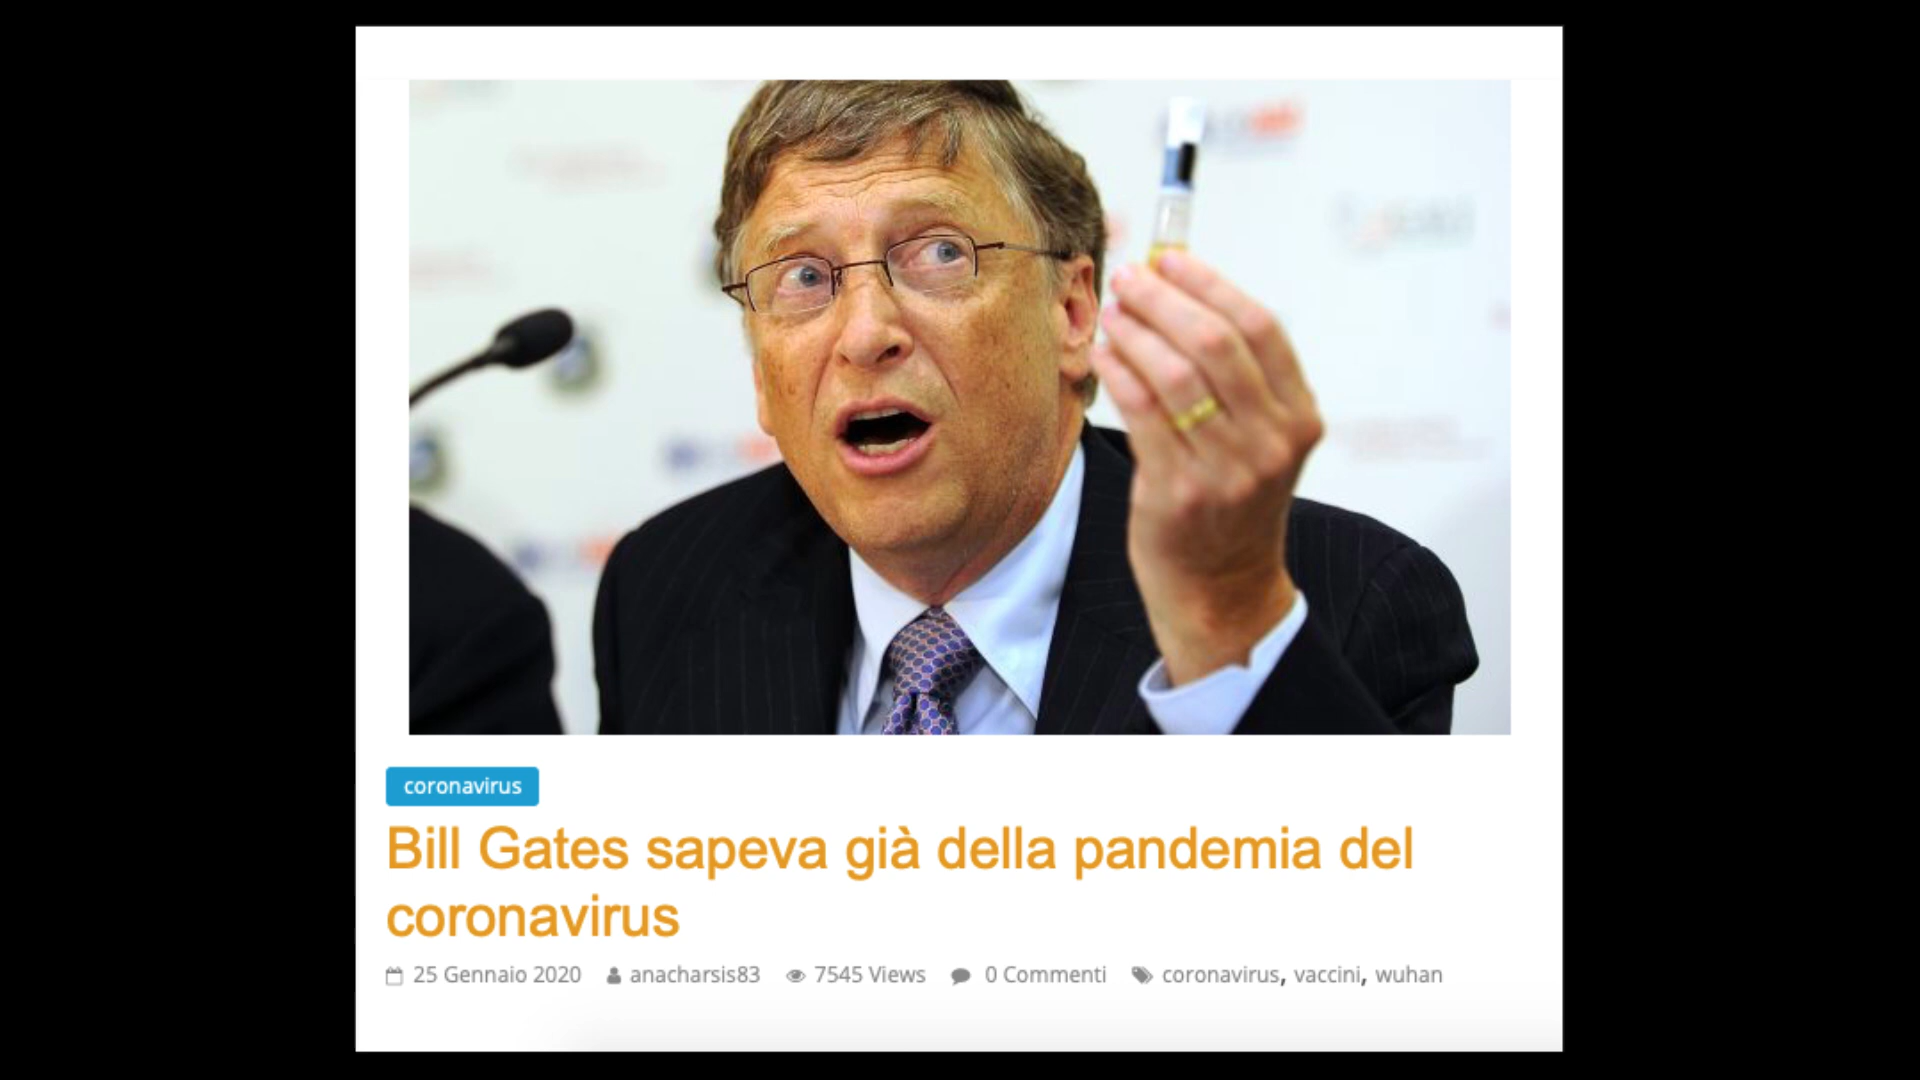 coronavirus
Bill Gates sapeva già della pandemia del
coronavirus
25 Gennaio 2020 anacharsis83 7545 Views 0 Commenti coronavirus, vaccini, wuhan